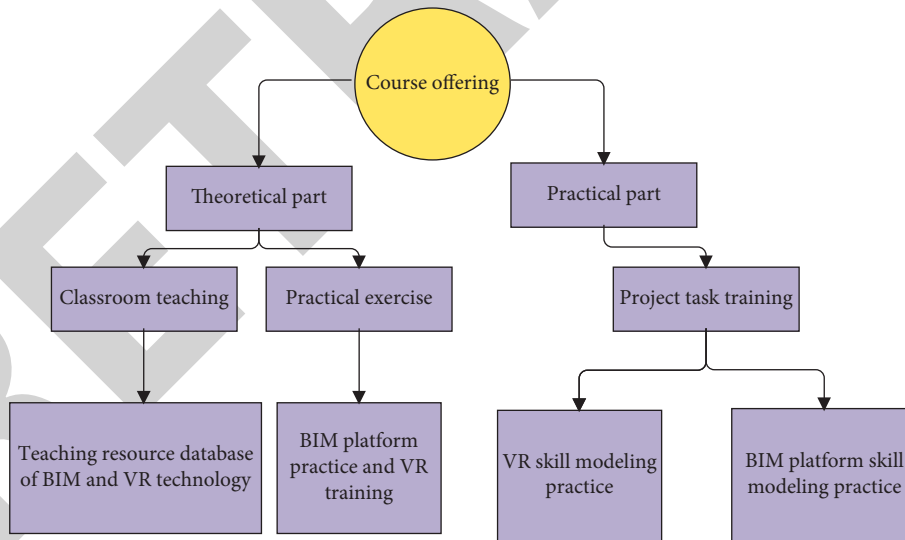 Course offering
Theoretical part
Practical part
Classroom teaching
Practical exercise
Project task training
Teaching resource database
of BIM and VR technology
BIM platform
practice and VR
training
VR skill modeling
practice
BIM platform skill
modeling practice